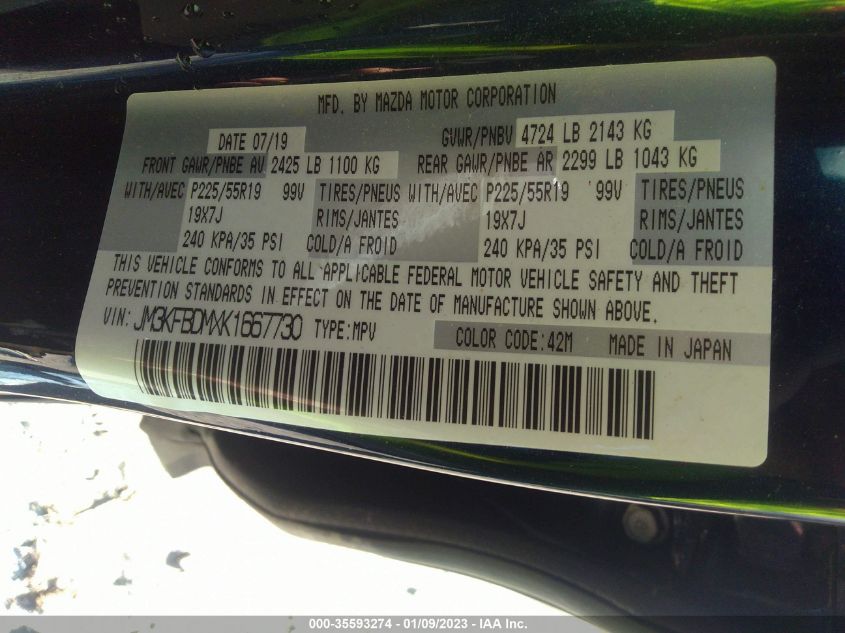 MFD. BY MAZDA MOTOR CORPORATION
DATE 07/19 GVWR/PNBV 4724 LB 2143 KG
FRONT GAWR/PNBE AV 2425 LB 1100 KG REAR GAWR/PNBE AR 2299 LB 1043 KG
WITH/AVEC P225/55R19 99V TIRES/PNEUS WITH/AVEC P225/55R19 99V TIRES/PNEUS
19X7J RIMS/JANTES 19X7J RIMS/JANTES
240 KPA/35 PSI COLD/A FROID 240 KPA/35 PSI COLD/A FROID
THIS VEHICLE CONFORMS TO ALL APPLICABLE FEDERAL MOTOR VEHICLE SAFETY AND THEFT
PREVENTION STANDARDS IN EFFECT ON THE DATE OF MANUFACTURE SHOWN ABOVE.
VIN: JM3KFBDMXK1667730 TYPE:MPV COLOR CODE:42M MADE IN JAPAN
000-35593274 - 01/09/2023 - IAA Inc.